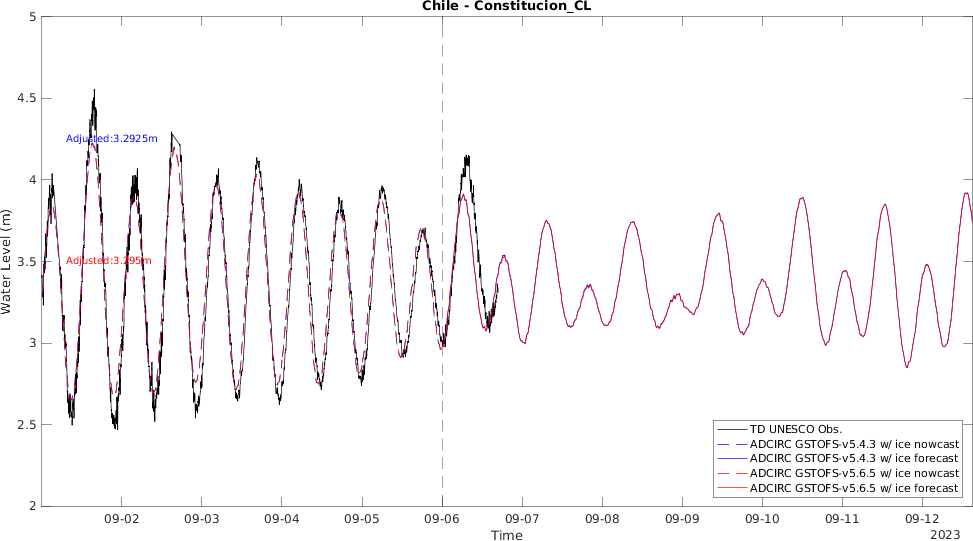 Chile - Constitucion_CL
5
4.5
4
3.5
3
2.5
2
Water Level (m)
Adjusted:3.2925m
Adjusted:3.295m
TD UNESCO Obs.
ADCIRC GSTOFS-v5.4.3 w/ ice nowcast
ADCIRC GSTOFS-v5.4.3 w/ ice forecast
ADCIRC GSTOFS-v5.6.5 w/ ice nowcast
ADCIRC GSTOFS-v5.6.5 w/ ice forecast
09-02 09-03 09-04 09-05 09-06 09-07 09-08 09-09 09-10 09-11 09-12
Time
2023